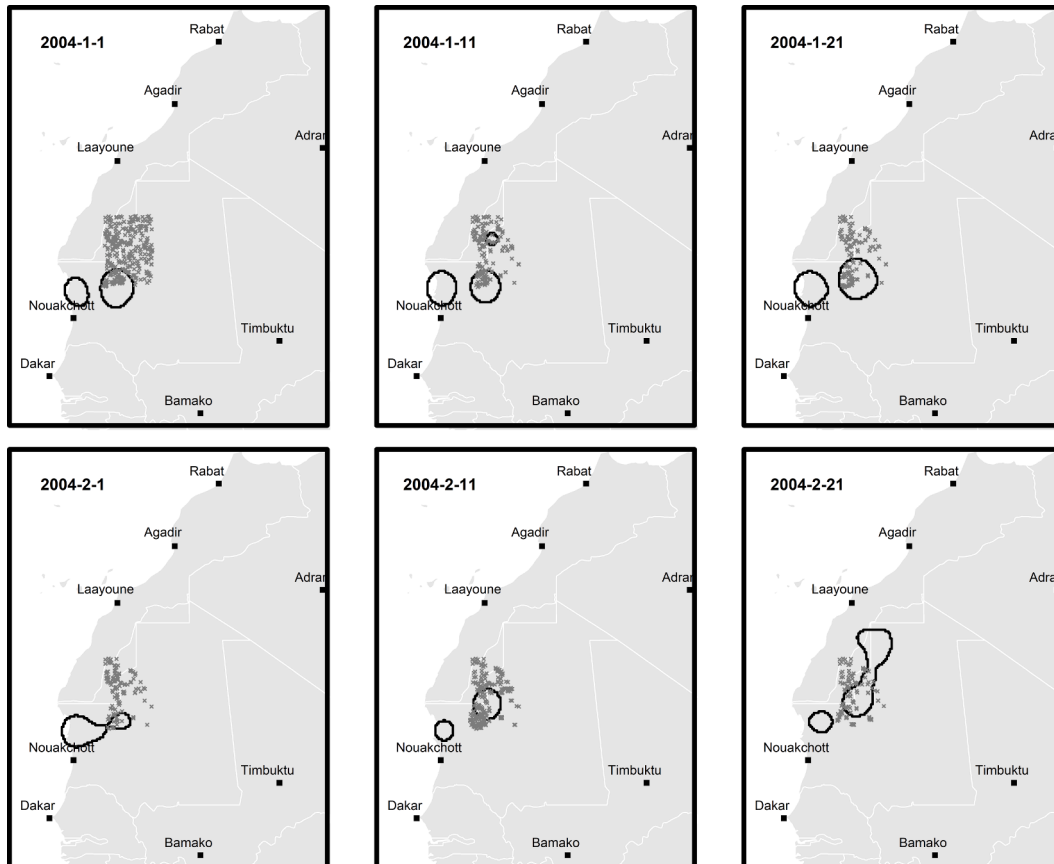 2004-1-1
Rabat
Agadir
Adrar
Laayoune
Nouakchott
Timbuktu
Dakar
Bamako
2004-1-11
Rabat
Agadir
Adrar
Laayoune
Nouakchott
Timbuktu
Dakar
Bamako
2004-1-21
Rabat
Agadir
Adra
Laayoune
Nouakchott
Timbuktu
Dakar
Bamako
2004-2-1
Rabat
Agadir
Adrar
Laayoune
Nouakchott
Timbuktu
Dakar
Bamako
2004-2-11
Rabat
Agadir
Adrar
Laayoune
Nouakchott
Timbuktu
Dakar
Bamako
2004-2-21
Rabat
Agadir
Adra
Laayoune
Nouakchott
Timbuktu
Dakar
Bamako